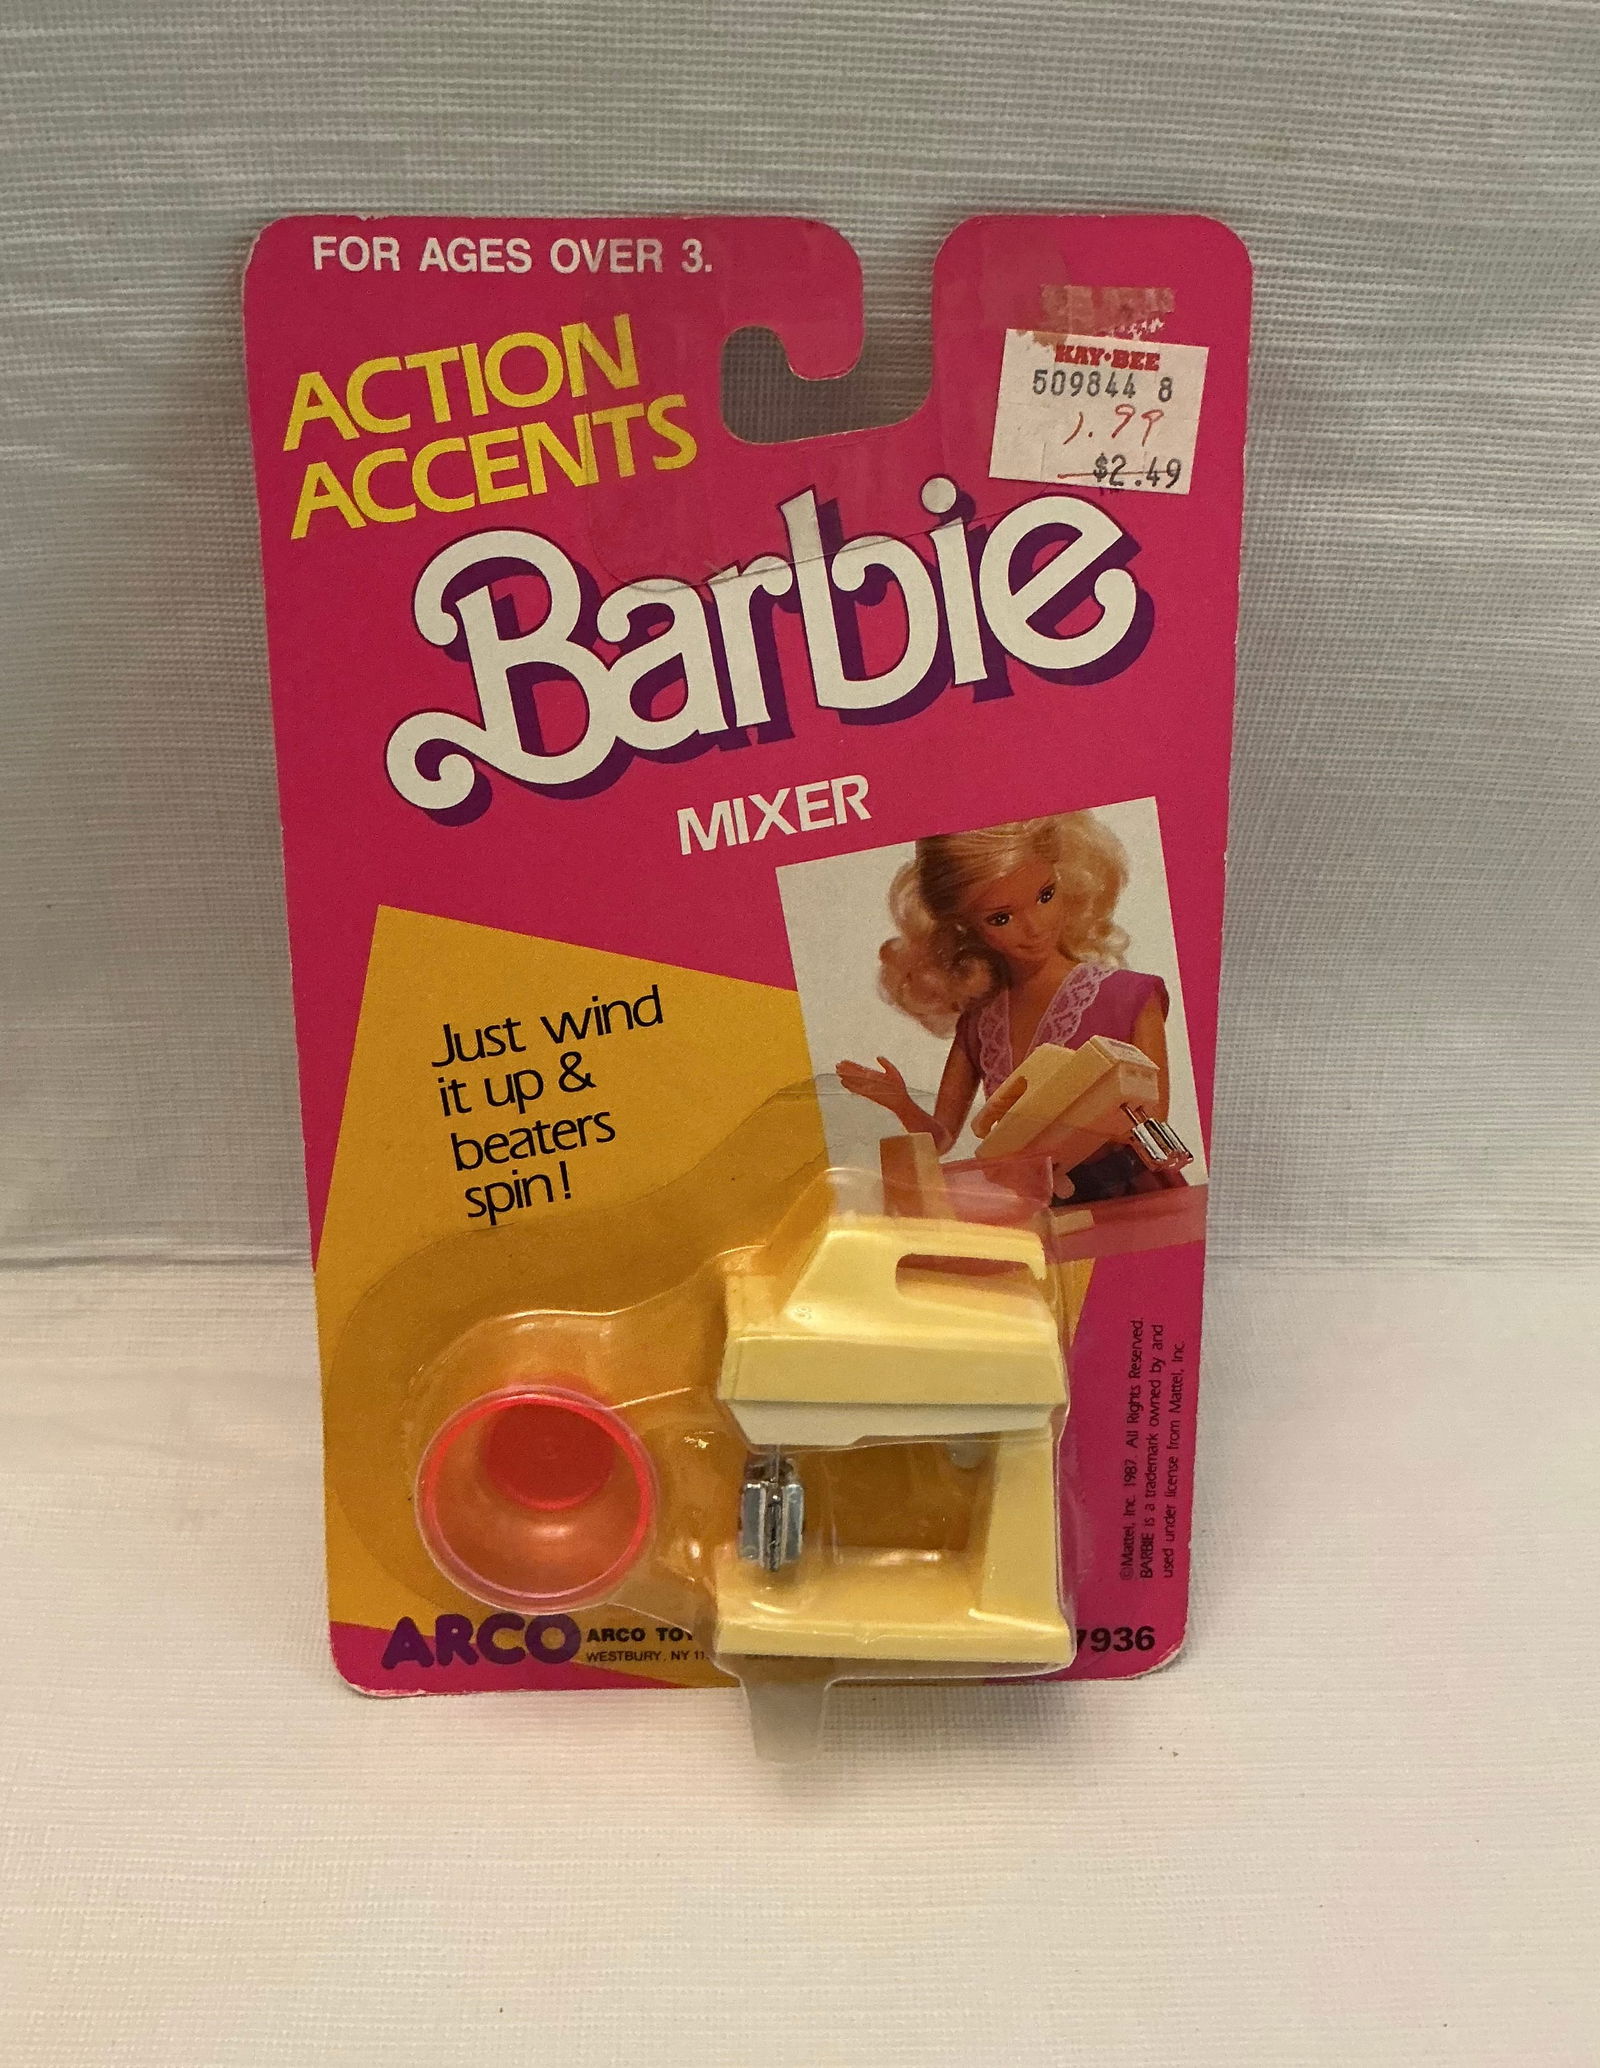 FOR AGES OVER 3.
ACTION
ACCENTS
KAY·BEE
509844 8
1.99
$2.49
Barbie
MIXER
Just wind
it up &
beaters
spin!
©Mattel, Inc. 1987. All Rights Reserved.
BARBIE is a trademark owned by and
used under license from Mattel, Inc.
ARCO
ARCO TOY
WESTBURY, NY 11
7936